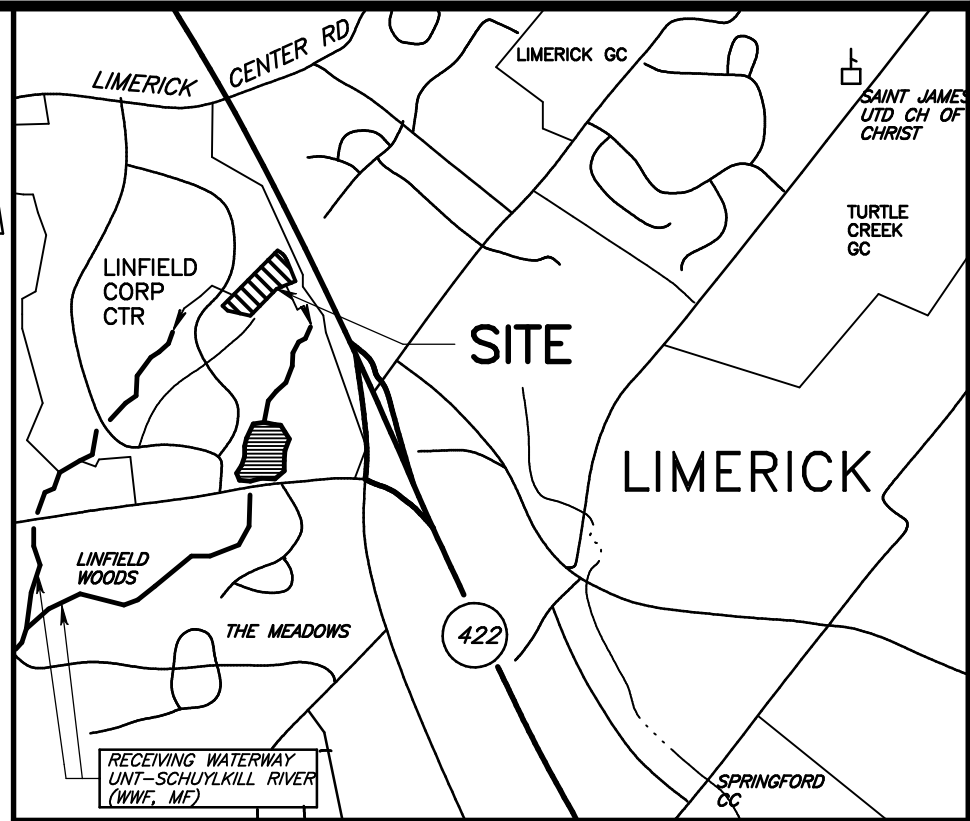 LIMERICK CENTER RD
LIMERICK GC
SAINT JAMES
UTD CH OF
CHRIST
TURTLE
CREEK
GC
LINFIELD
CORP
CTR
SITE
LIMERICK
LINFIELD
WOODS
THE MEADOWS
422
RECEIVING WATERWAY
UNT-SCHUYLKILL RIVER
(WWF, MF)
SPRINGFORD
CC